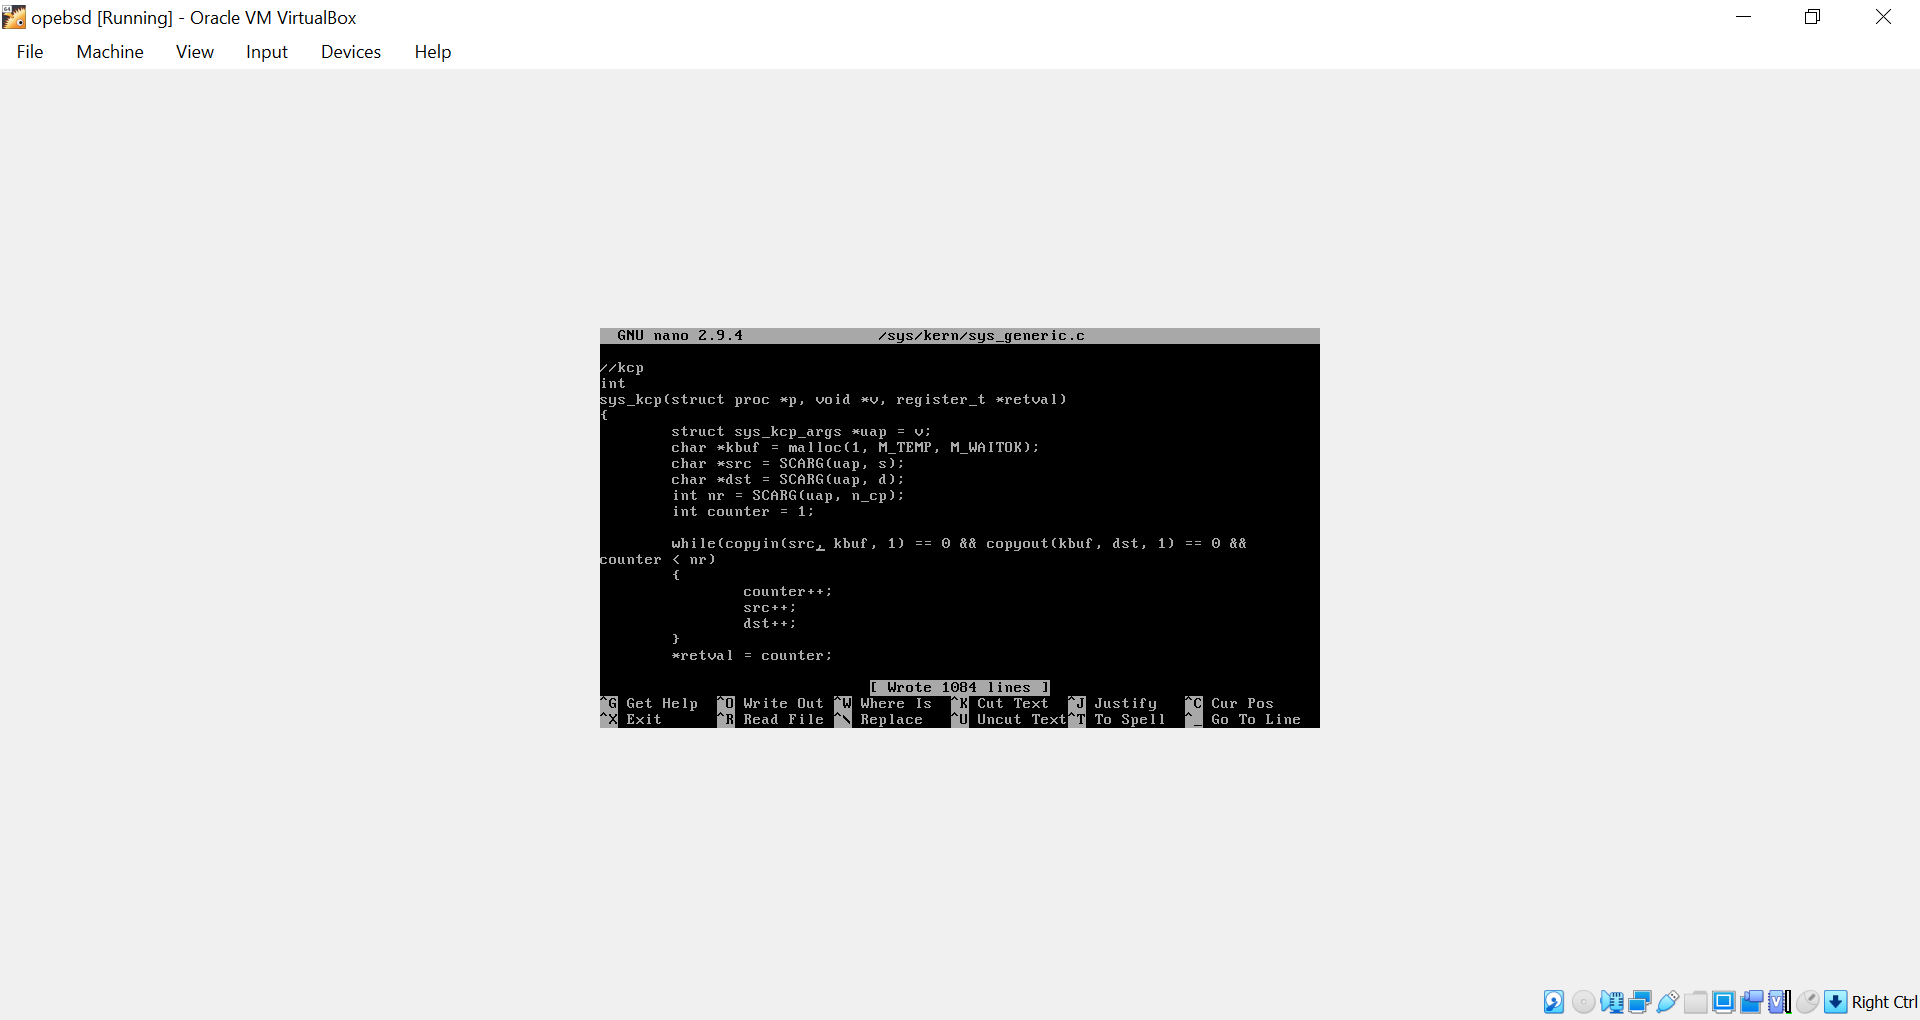 opebsd [Running] - Oracle VM VirtualBox
File Machine View Input Devices Help
GNU nano 2.9.4 /sys/kern/sys_generic.c
//kcp
int
sys_kcp(struct proc *p, void *v, register_t *retval)
{
struct sys_kcp_args *uap = v;
char *kbuf = malloc(1, M_TEMP, M_WAITOK);
char *src = SCARG(uap, s);
char *dst = SCARG(uap, d);
int nr = SCARG(uap, n_cp);
int counter = 1;
while(copyin(src, kbuf, 1) == 0 && copyout(kbuf, dst, 1) == 0 &&
counter < nr)
{
counter++;
src++;
dst++;
}
*retval = counter;
[ Wrote 1084 lines ]
^G Get Help ^O Write Out ^W Where Is ^K Cut Text ^J Justify ^C Cur Pos
^X Exit ^R Read File ^\ Replace ^U Uncut Text ^T To Spell ^_ Go To Line
Right Ctrl